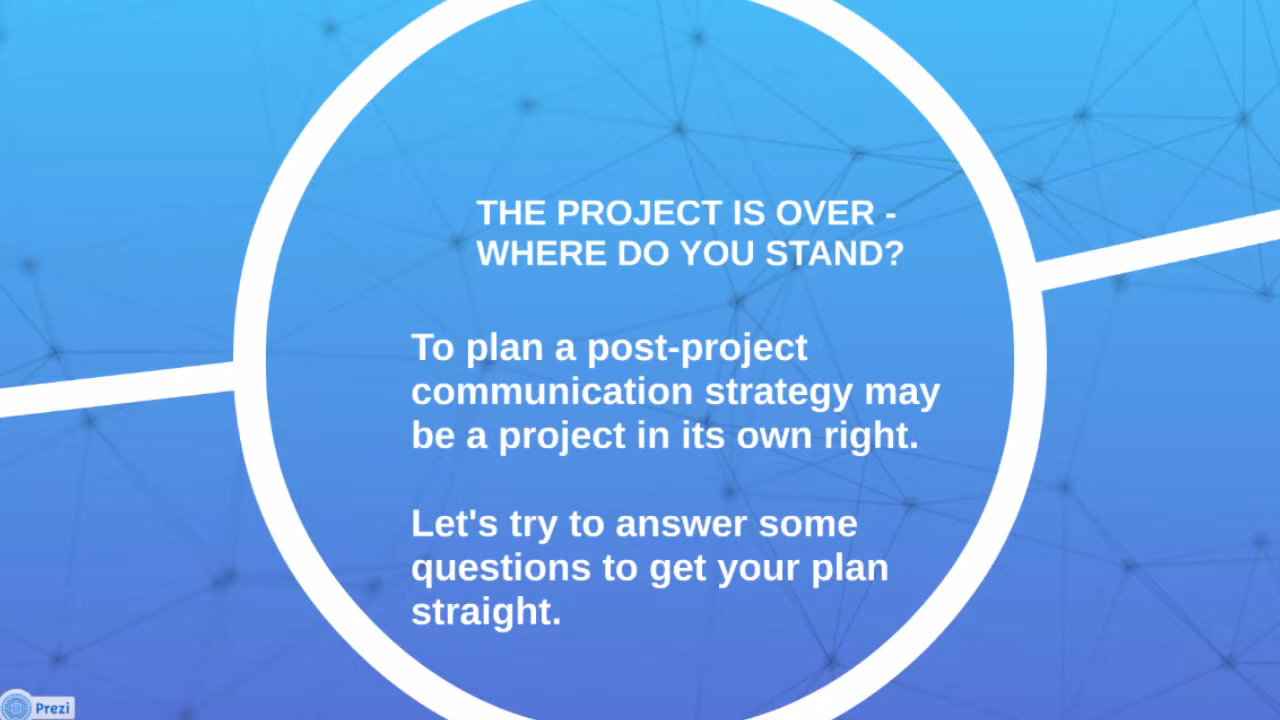 THE PROJECT IS OVER -
WHERE DO YOU STAND?
To plan a post-project
communication strategy may
be a project in its own right.
Let's try to answer some
questions to get your plan
straight.
Prezi